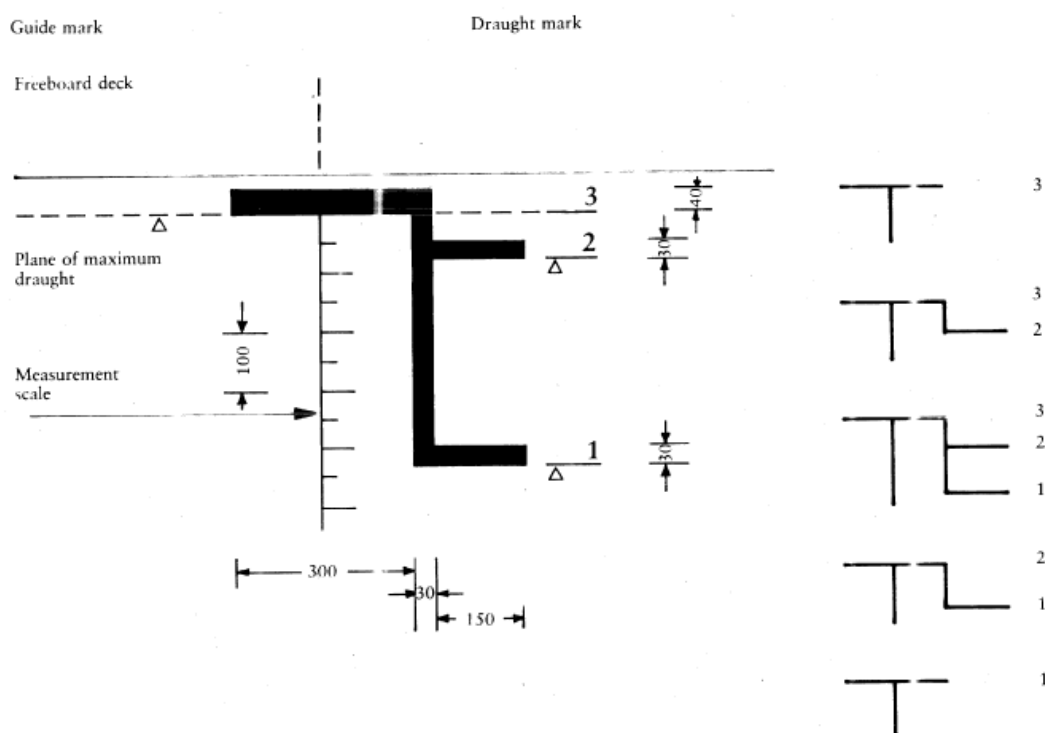 Guide mark
Draught mark
Freeboard deck
3
40
2
30
Plane of maximum
draught
100
Measurement
scale
1
30
300
30
150
3
3
2
3
2
1
2
1
1